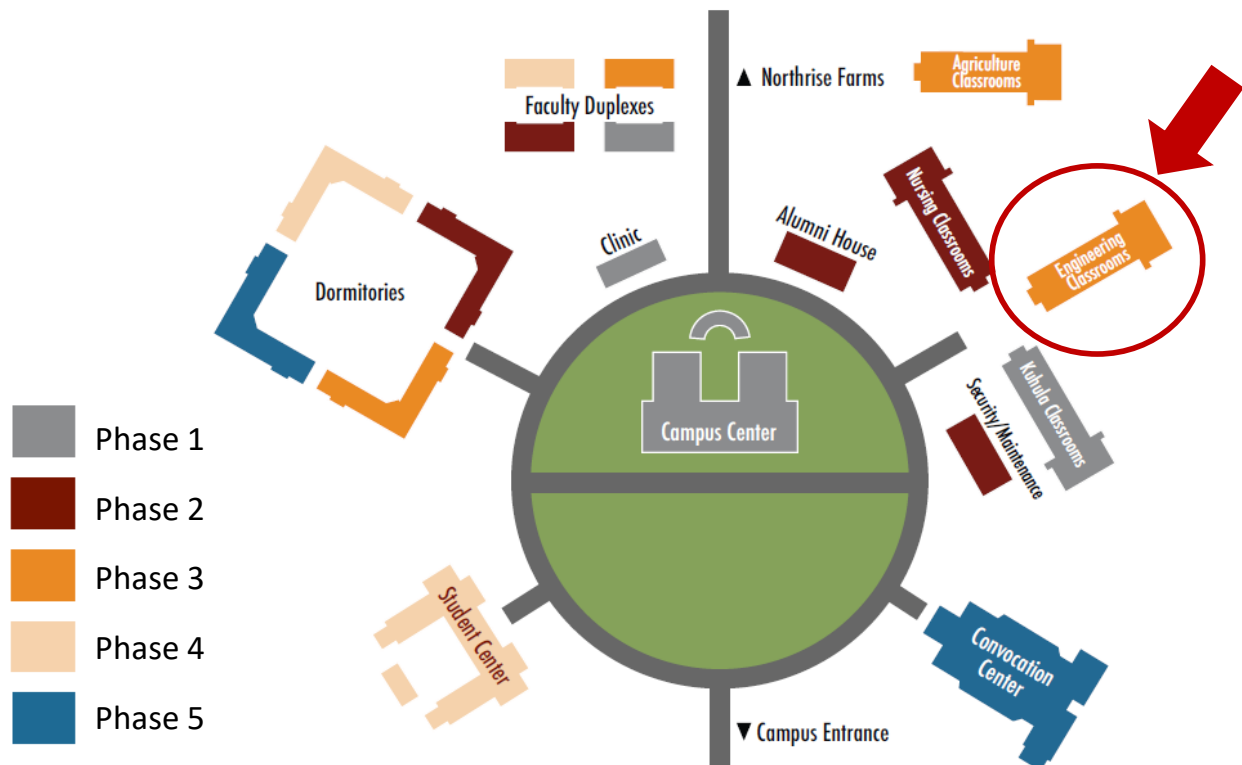 ▲ Northrise Farms
Agriculture
Classrooms
Faculty Duplexes
Nursing Classrooms
Engineering
Classrooms
Clinic
Alumni House
Dormitories
Campus Center
Kuhula Classrooms
Security/Maintenance
Phase 1
Phase 2
Phase 3
Phase 4
Phase 5
Student Center
Convocation
Center
▼ Campus Entrance